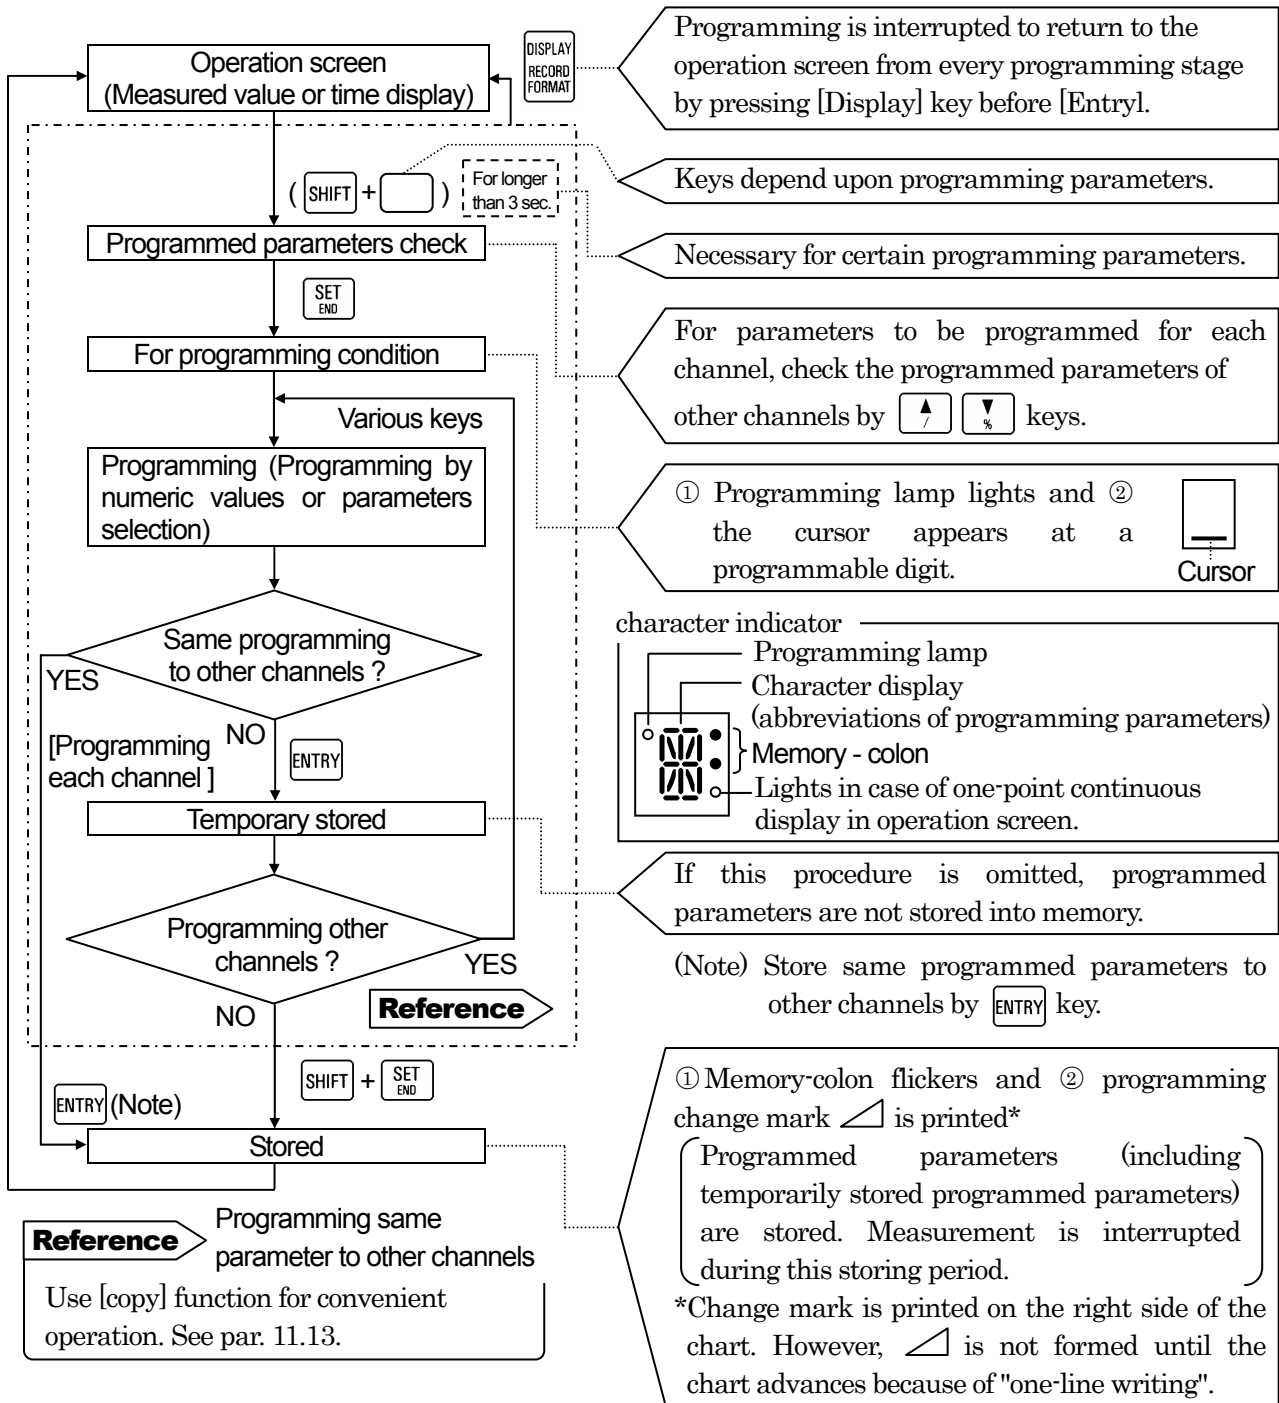 Operation screen
(Measured value or time display)
DISPLAY
RECORD
FORMAT
Programming is interrupted to return to the
operation screen from every programming stage
by pressing [Display] key before [Entry].
( SHIFT + )
For longer
than 3 sec.
Keys depend upon programming parameters.
Necessary for certain programming parameters.
Programmed parameters check
SET
END
For parameters to be programmed for each
channel, check the programmed parameters of
other channels by ▲ / ▼ % keys.
For programming condition
Various keys
Programming (Programming by
numeric values or parameters
selection)
① Programming lamp lights and ②
the cursor appears at a
programmable digit.
Cursor
Same programming
to other channels ?
YES
NO
[Programming
each channel ]
ENTRY
character indicator
Programming lamp
Character display
(abbreviations of programming parameters)
Memory - colon
Lights in case of one-point continuous
display in operation screen.
Temporary stored
If this procedure is omitted, programmed
parameters are not stored into memory.
Programming other
channels ?
YES
NO
Reference
(Note) Store same programmed parameters to
other channels by ENTRY key.
SHIFT + SET
END
ENTRY (Note)
Stored
① Memory-colon flickers and ② programming
change mark is printed*
Programmed parameters (including
temporarily stored programmed parameters)
are stored. Measurement is interrupted
during this storing period.
*Change mark is printed on the right side of the
chart. However, is not formed until the
chart advances because of "one-line writing".
Reference
Programming same
parameter to other channels
Use [copy] function for convenient
operation. See par. 11.13.